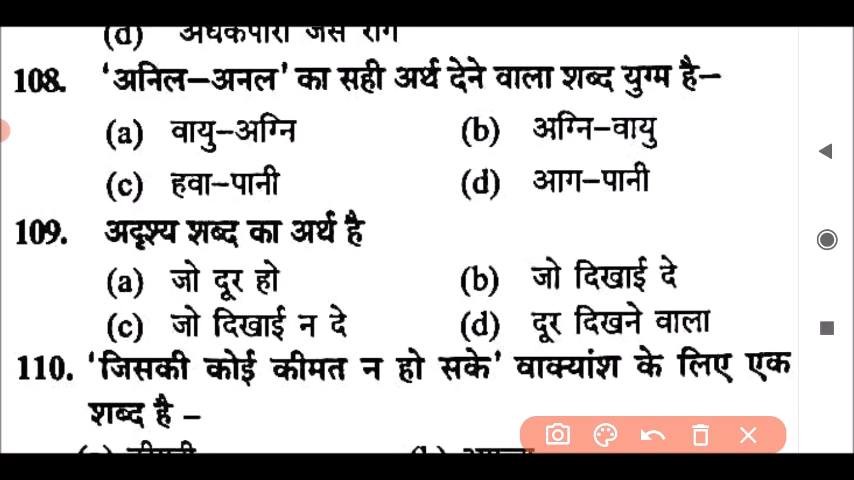 (d)
108. 'अनिल–अनल' का सही अर्थ देने वाला शब्द युग्म है–
(a) वायु–अग्नि (b) अग्नि–वायु
(c) हवा–पानी (d) आग–पानी
109. अदृश्य शब्द का अर्थ है
(a) जो दूर हो (b) जो दिखाई दे
(c) जो दिखाई न दे (d) दूर दिखने वाला
110. 'जिसकी कोई कीमत न हो सके' वाक्यांश के लिए एक
शब्द है –